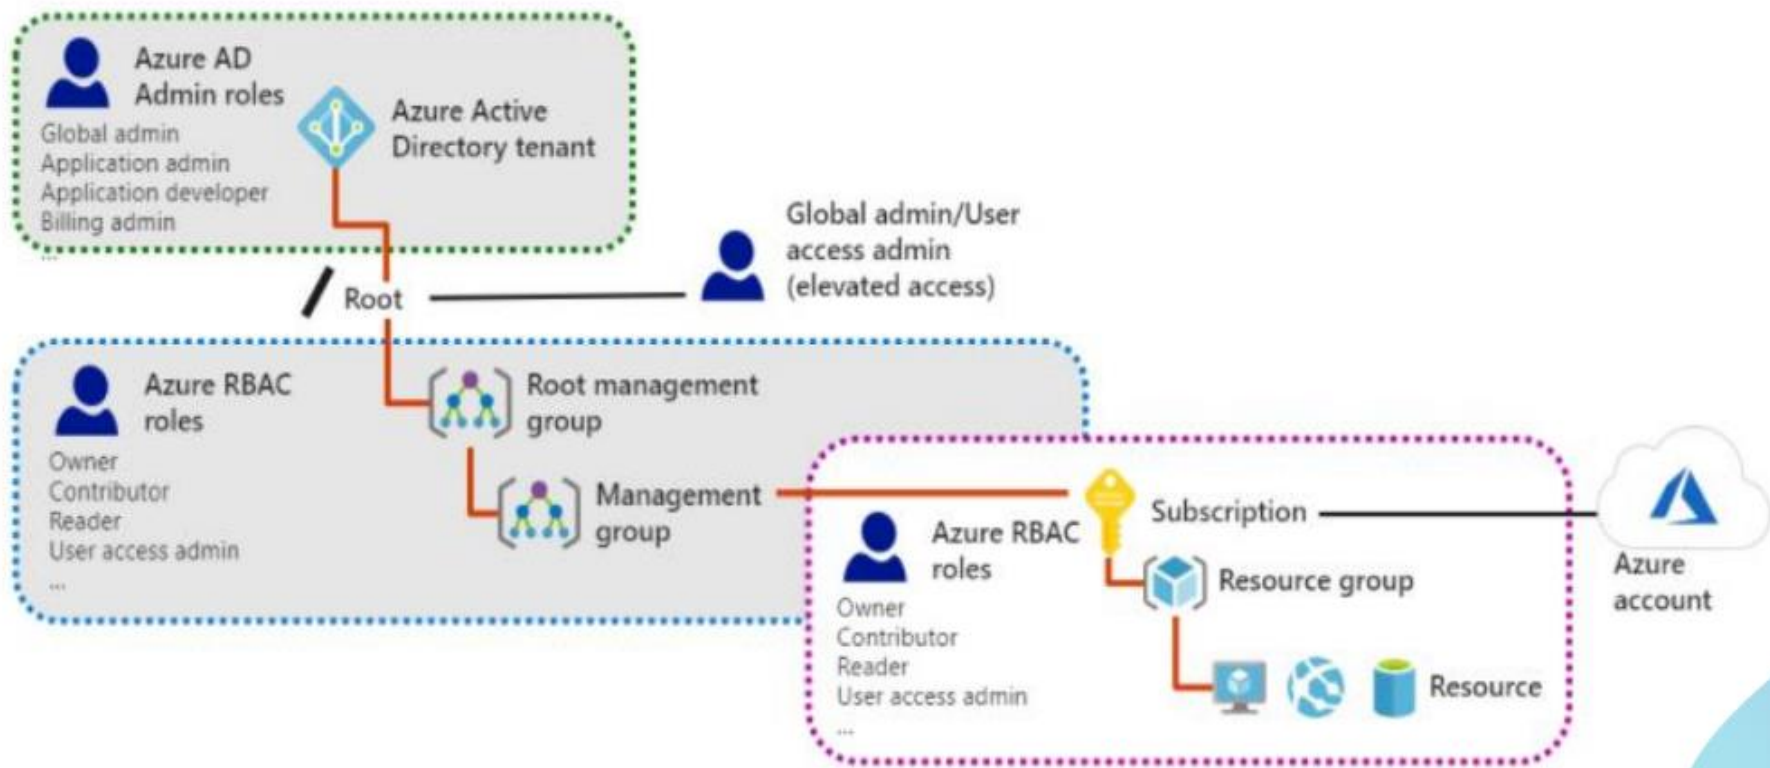 Azure AD
Admin roles
Global admin
Application admin
Application developer
Billing admin
...
Azure Active
Directory tenant
/ Root
Global admin/User
access admin
(elevated access)
Azure RBAC
roles
Owner
Contributor
Reader
User access admin
...
Root management
group
Management
group
Azure RBAC
roles
Owner
Contributor
Reader
User access admin
...
Subscription
Resource group
Resource
Azure
account